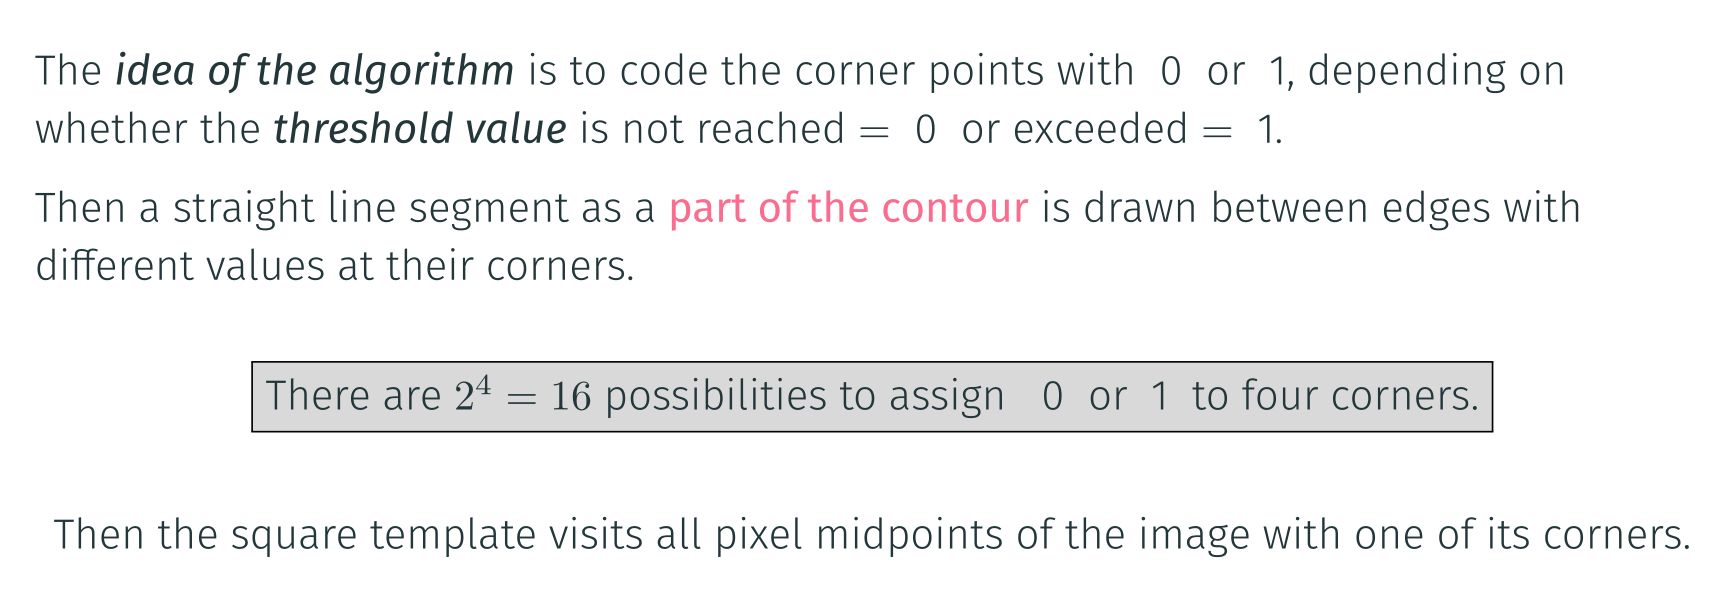 The idea of the algorithm is to code the corner points with 0 or 1, depending on
whether the threshold value is not reached = 0 or exceeded = 1.
Then a straight line segment as a part of the contour is drawn between edges with
different values at their corners.
There are 2⁴ = 16 possibilities to assign 0 or 1 to four corners.
Then the square template visits all pixel midpoints of the image with one of its corners.